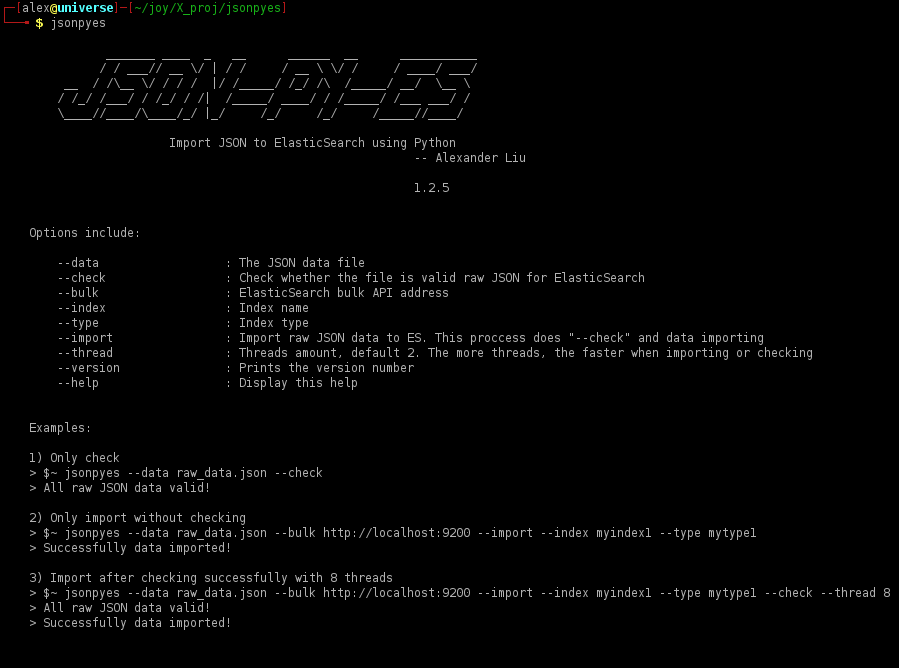 ┌─[alex@universe]─[~/joy/X_proj/jsonpyes]
└──╼ $ jsonpyes
JSON-PY-ES
Import JSON to ElasticSearch using Python
-- Alexander Liu
1.2.5
Options include:
--data : The JSON data file
--check : Check whether the file is valid raw JSON for ElasticSearch
--bulk : ElasticSearch bulk API address
--index : Index name
--type : Index type
--import : Import raw JSON data to ES. This proccess does "--check" and data importing
--thread : Threads amount, default 2. The more threads, the faster when importing or checking
--version : Prints the version number
--help : Display this help
Examples:
1) Only check
> $~ jsonpyes --data raw_data.json --check
> All raw JSON data valid!
2) Only import without checking
> $~ jsonpyes --data raw_data.json --bulk http://localhost:9200 --import --index myindex1 --type mytype1
> Successfully data imported!
3) Import after checking successfully with 8 threads
> $~ jsonpyes --data raw_data.json --bulk http://localhost:9200 --import --index myindex1 --type mytype1 --check --thread 8
> All raw JSON data valid!
> Successfully data imported!